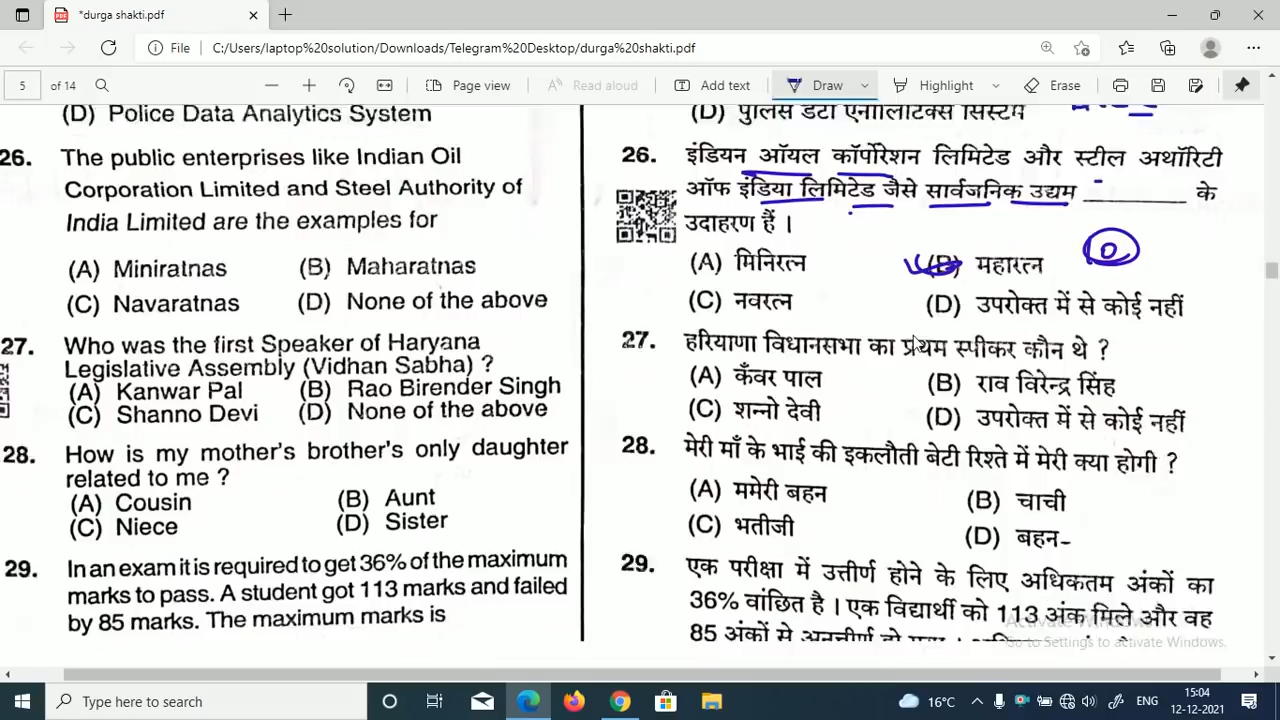 *durga shakti.pdf
File C:/Users/laptop%20solution/Downloads/Telegram%20Desktop/durga%20shakti.pdf
5 of 14 Page view Read aloud Add text Draw Highlight Erase
(D) Police Data Analytics System
26. The public enterprises like Indian Oil
Corporation Limited and Steel Authority of
India Limited are the examples for
(A) Miniratnas (B) Maharatnas
(C) Navaratnas (D) None of the above
27. Who was the first Speaker of Haryana
Legislative Assembly (Vidhan Sabha) ?
(A) Kanwar Pal (B) Rao Birender Singh
(C) Shanno Devi (D) None of the above
28. How is my mother's brother's only daughter
related to me ?
(A) Cousin (B) Aunt
(C) Niece (D) Sister
29. In an exam it is required to get 36% of the maximum
marks to pass. A student got 113 marks and failed
by 85 marks. The maximum marks is
(D) पुलिस डेटा एनालिटिक्स सिस्टम
26. इंडियन ऑयल कॉर्पोरेशन लिमिटेड और स्टील अथॉरिटी
ऑफ इंडिया लिमिटेड जैसे सार्वजनिक उद्यम ________ के
उदाहरण हैं ।
(A) मिनिरत्न (B) महारत्न
(C) नवरत्न (D) उपरोक्त में से कोई नहीं
27. हरियाणा विधानसभा का प्रथम स्पीकर कौन थे ?
(A) कँवर पाल (B) राव विरेन्द्र सिंह
(C) शन्नो देवी (D) उपरोक्त में से कोई नहीं
28. मेरी माँ के भाई की इकलौती बेटी रिश्ते में मेरी क्या होगी ?
(A) ममेरी बहन (B) चाची
(C) भतीजी (D) बहन
29. एक परीक्षा में उत्तीर्ण होने के लिए अधिकतम अंकों का
36% वांछित है । एक विद्यार्थी को 113 अंक मिले और वह
85 अंकों से
Activate Windows
Go to Settings to activate Windows.
Type here to search 16°C ENG 15:04
12-12-2021